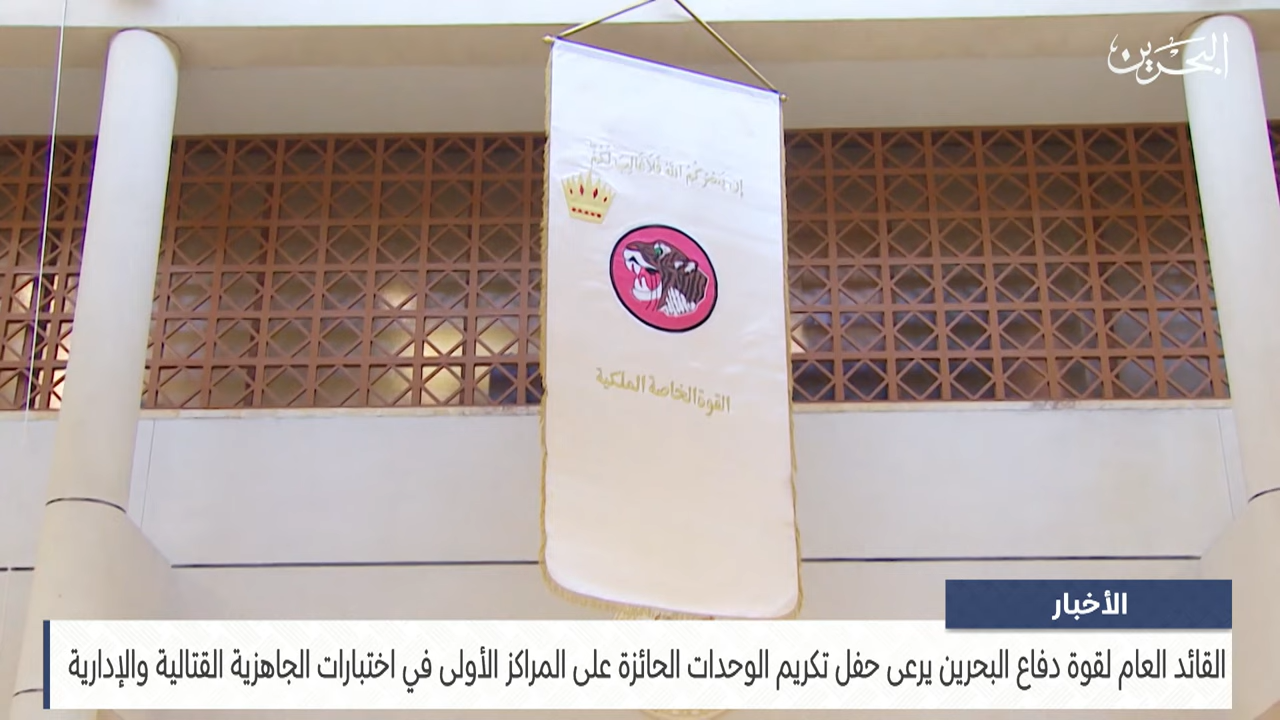 البحرين
إن ينصركم الله فلا غالب لكم
القوة الخاصة الملكية
الأخبار
القائد العام لقوة دفاع البحرين يرعى حفل تكريم الوحدات الحائزة على المراكز الأولى في اختبارات الجاهزية القتالية والإدارية